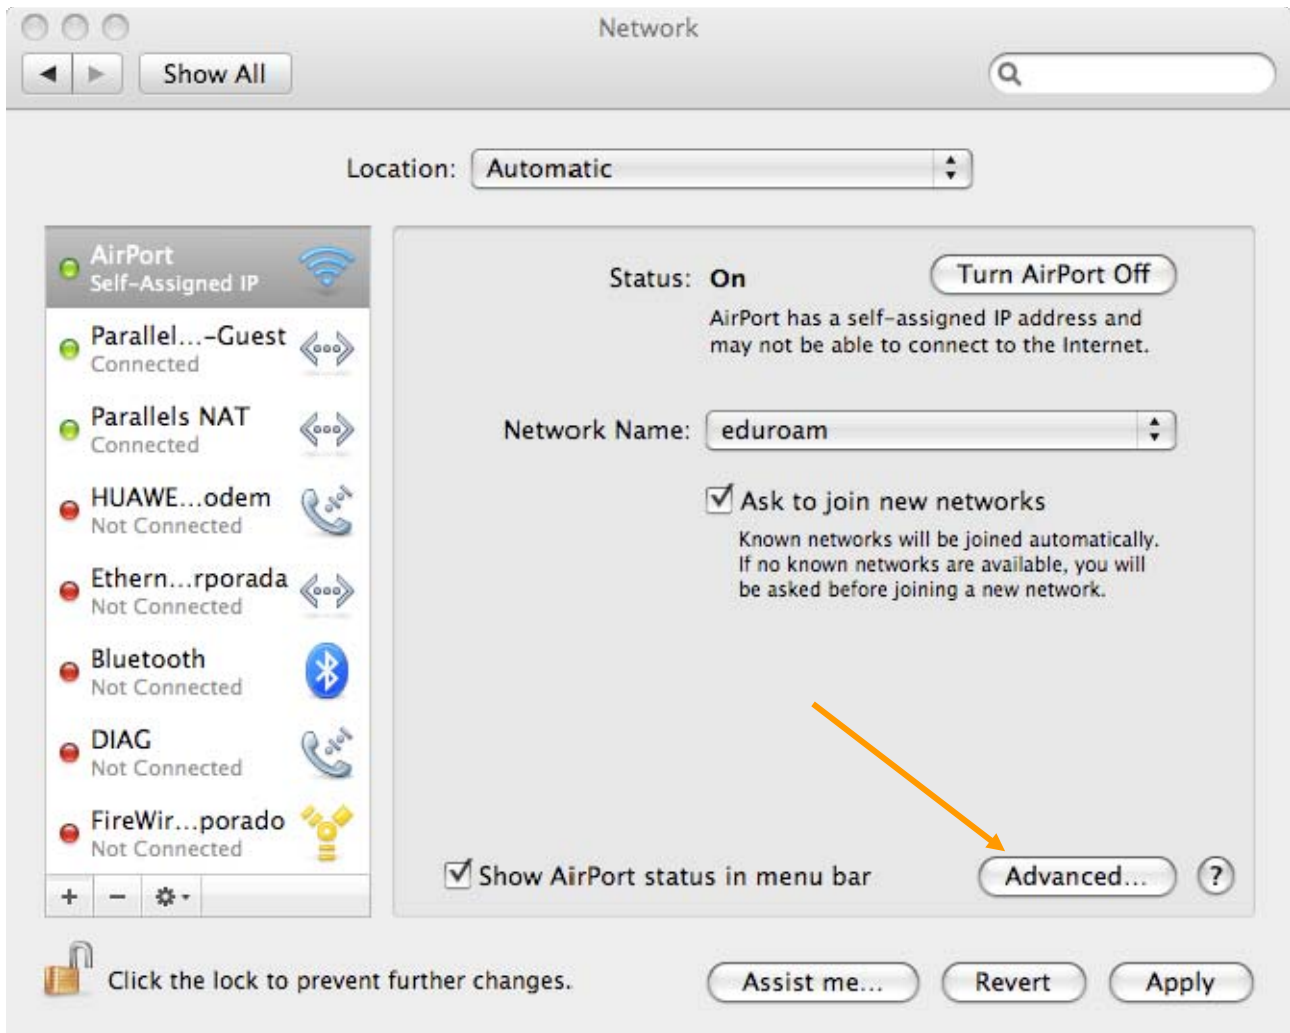 Network
Show All
Location: Automatic
AirPort
Self-Assigned IP
Parallel...-Guest
Connected
Parallels NAT
Connected
HUAWE...odem
Not Connected
Ethern...rporada
Not Connected
Bluetooth
Not Connected
DIAG
Not Connected
FireWir...porado
Not Connected
Status: On
Turn AirPort Off
AirPort has a self-assigned IP address and
may not be able to connect to the Internet.
Network Name: eduroam
Ask to join new networks
Known networks will be joined automatically.
If no known networks are available, you will
be asked before joining a new network.
Show AirPort status in menu bar
Advanced...
?
Click the lock to prevent further changes.
Assist me...
Revert
Apply